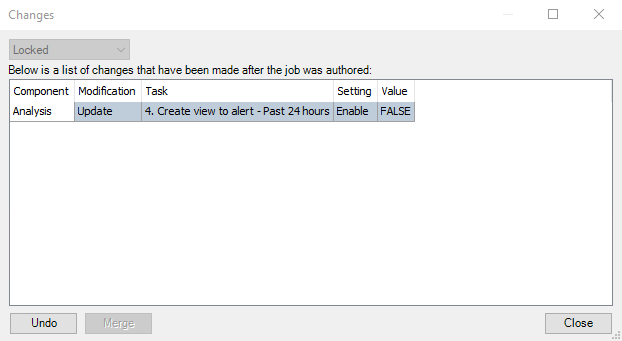 Changes
Locked
Below is a list of changes that have been made after the job was authored:
Component Modification Task Setting Value
Analysis Update 4. Create view to alert - Past 24 hours Enable FALSE
Undo Merge Close